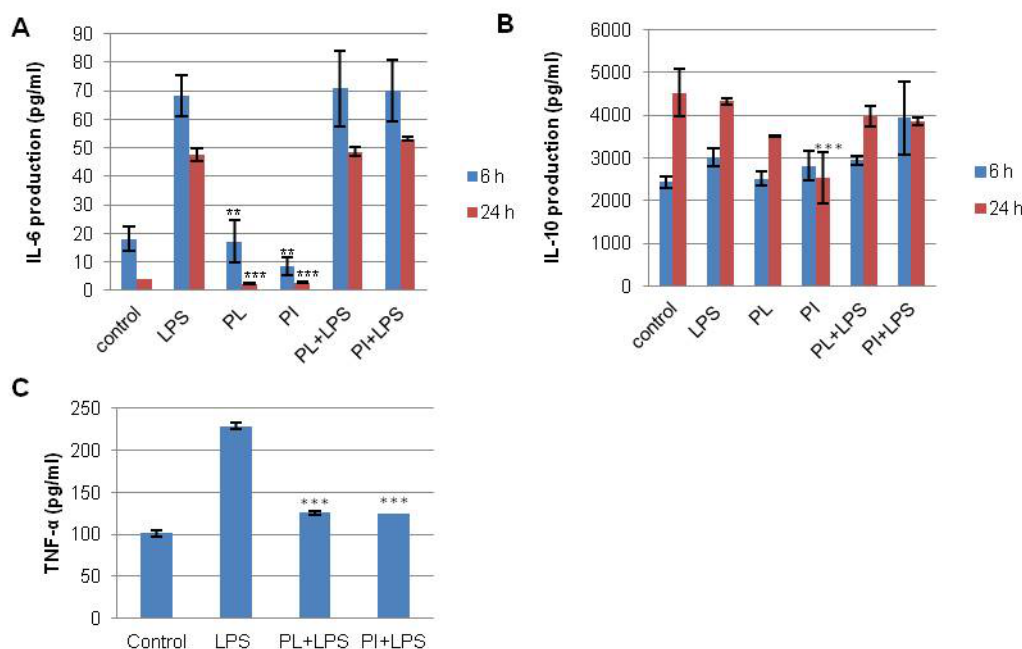 A
IL-6 production (pg/ml)
90
80
70
60
50
40
30
20
10
0
**
***
**
***
control
LPS
PL
PI
PL+LPS
PI+LPS
6 h
24 h
B
IL-10 production (pg/ml)
6000
5000
4000
3000
2000
1000
0
***
control
LPS
PL
PI
PL+LPS
PI+LPS
6 h
24 h
C
TNF-α (pg/ml)
250
200
150
100
50
0
***
***
Control
LPS
PL+LPS
PI+LPS